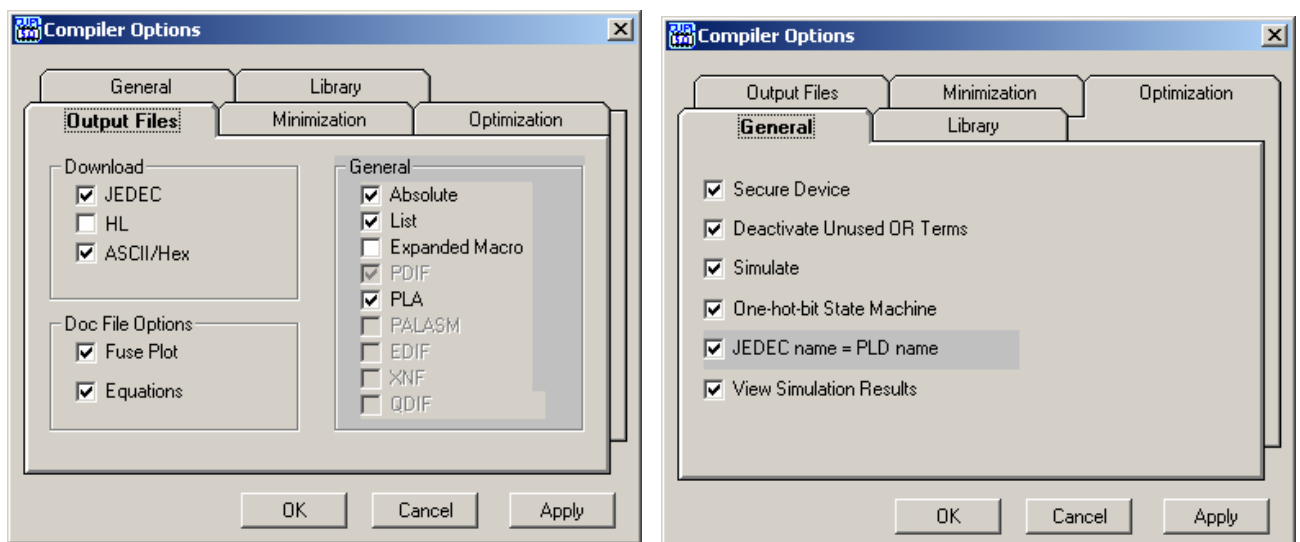 Compiler Options
General
Library
Output Files
Minimization
Optimization
Download
JEDEC
HL
ASCII/Hex
Doc File Options
Fuse Plot
Equations
General
Absolute
List
Expanded Macro
PDIF
PLA
PALASM
EDIF
XNF
QDIF
OK
Cancel
Apply
Compiler Options
Output Files
Minimization
Optimization
General
Library
Secure Device
Deactivate Unused OR Terms
Simulate
One-hot-bit State Machine
JEDEC name = PLD name
View Simulation Results
OK
Cancel
Apply